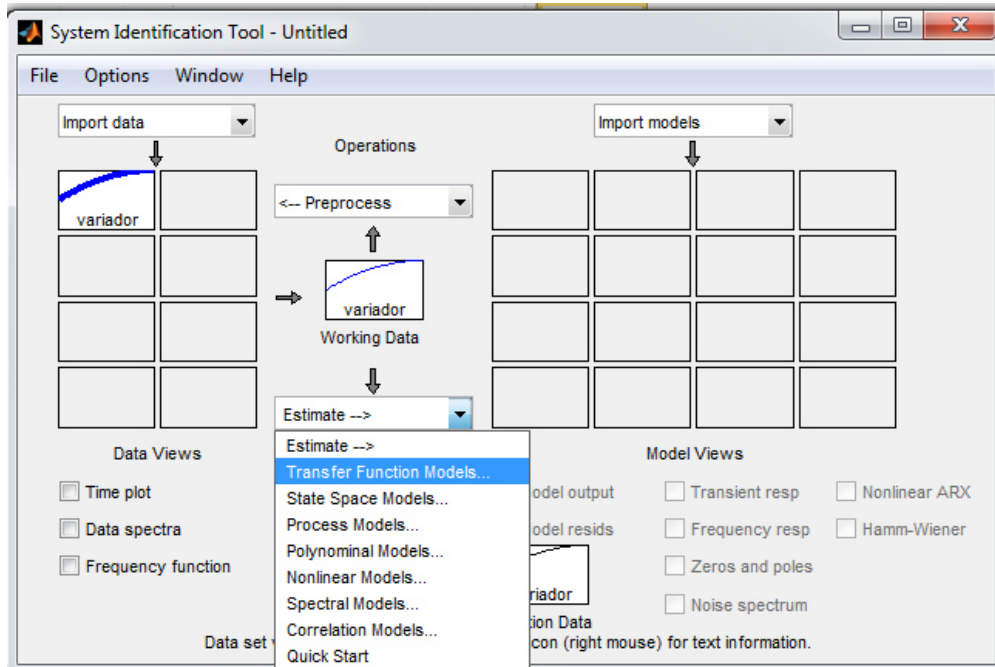 System Identification Tool - Untitled
File Options Window Help
Import data
Import models
Operations
variador
<-- Preprocess
variador
Working Data
Estimate -->
Estimate -->
Transfer Function Models...
State Space Models...
Process Models...
Polynominal Models...
Nonlinear Models...
Spectral Models...
Correlation Models...
Quick Start
Data Views
Time plot
Data spectra
Frequency function
Model Views
odel output
Transient resp
Nonlinear ARX
odel resids
Frequency resp
Hamm-Wiener
Zeros and poles
Noise spectrum
riador
ion Data
Data set
con (right mouse) for text information.